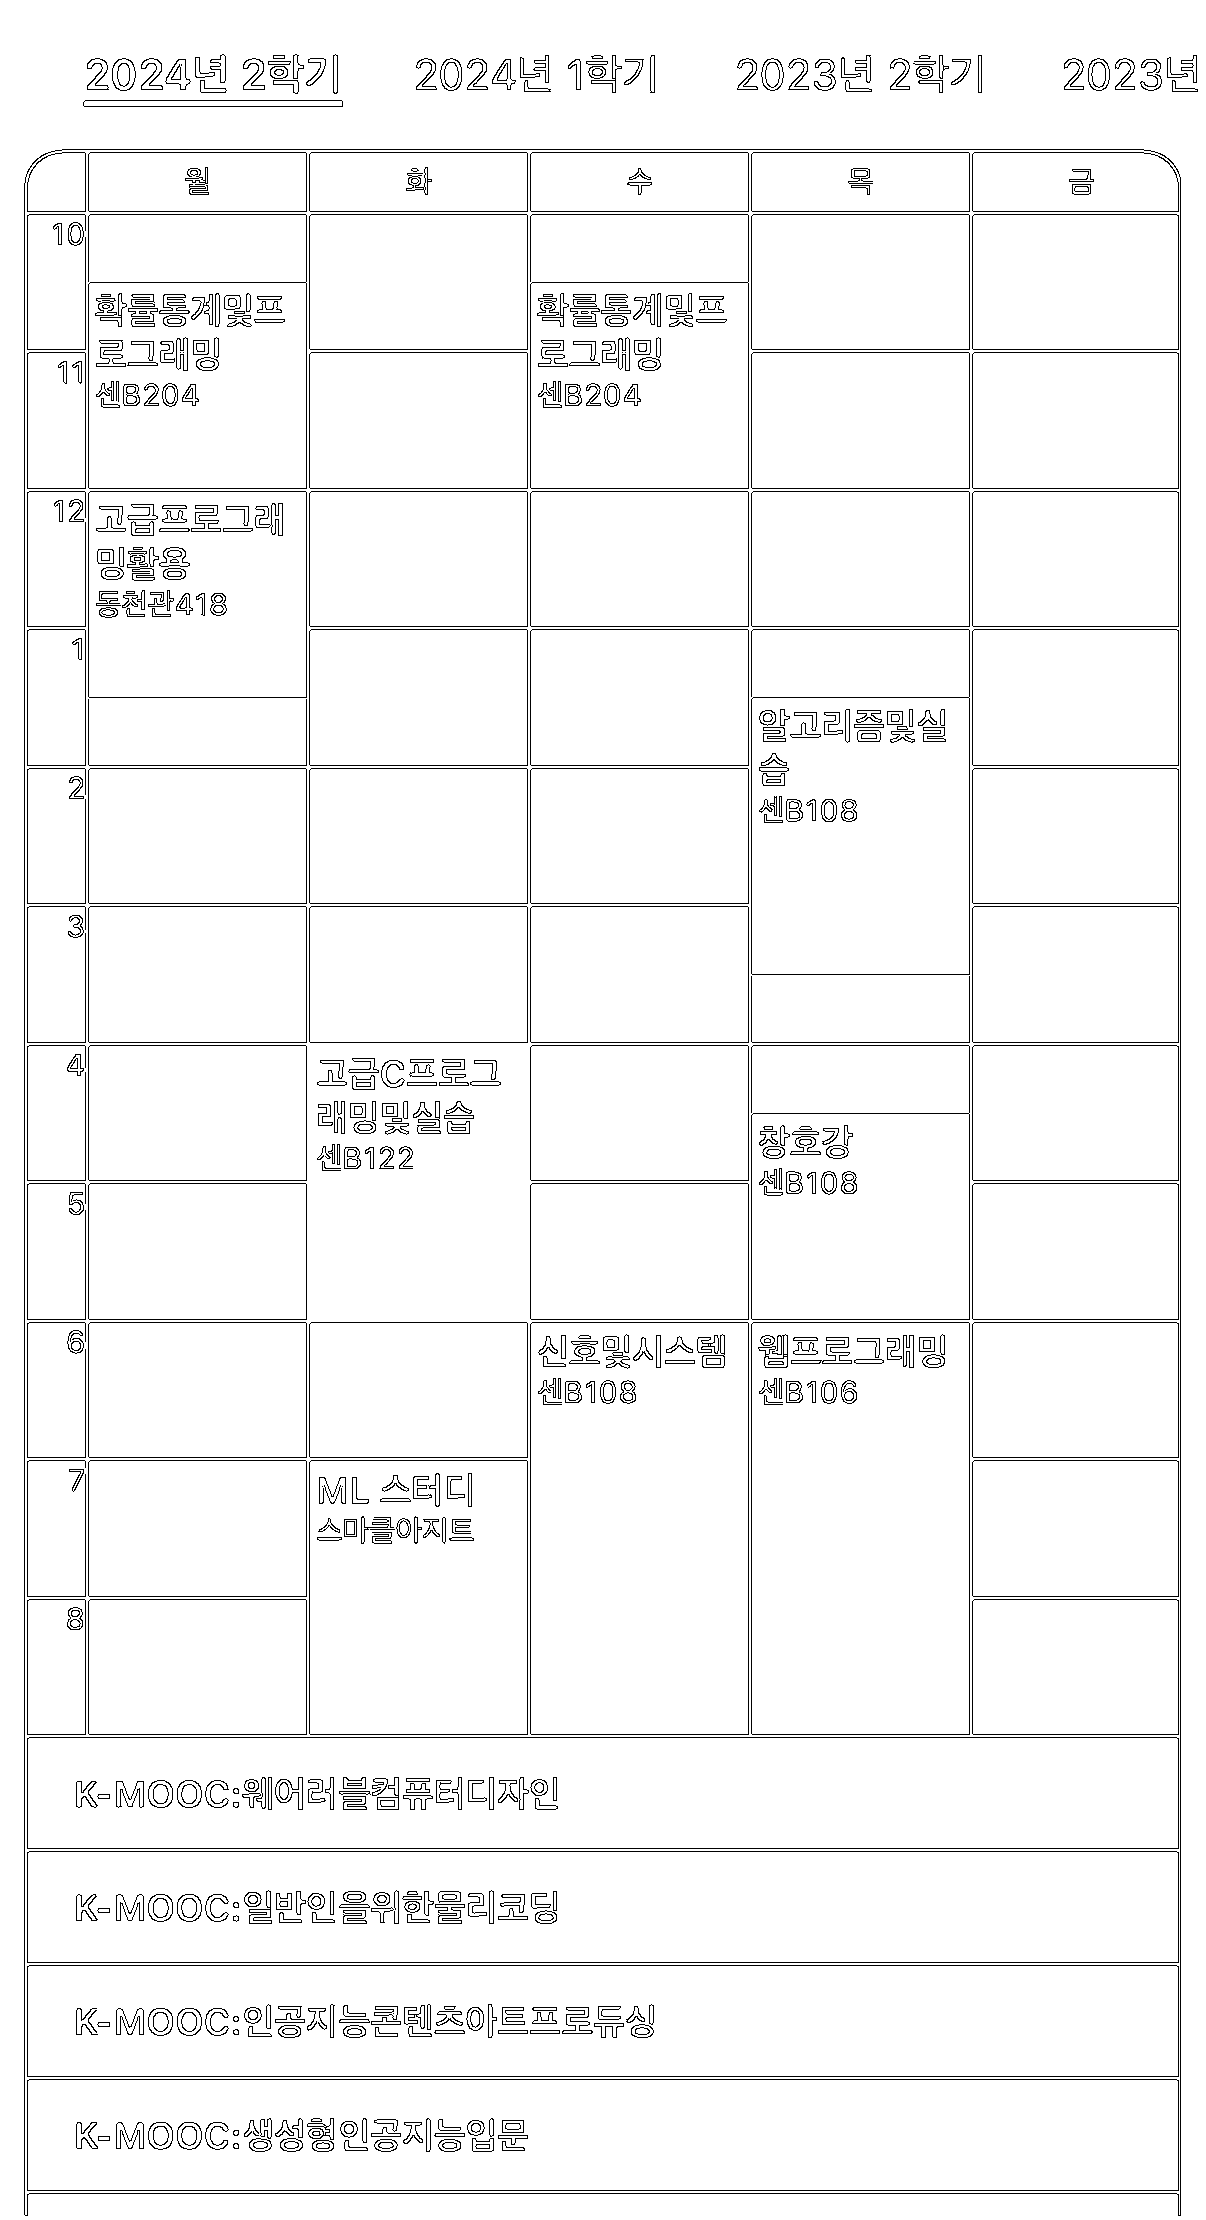 2024년 2학기 2024년 1학기 2023년 2학기 2023년
월 화 수 목 금
10
확률통계및프
로그래밍
센B204
확률통계및프
로그래밍
센B204
11
12
고급프로그래
밍활용
동천관418
1
알고리즘및실
습
센B108
2
3
4
고급C프로그
래밍및실습
센B122
창호강
센B108
5
6
신호및시스템
센B108
웹프로그래밍
센B106
7
ML 스터디
스마클아지트
8
K-MOOC:웨어러블컴퓨터디자인
K-MOOC:일반인을위한물리코딩
K-MOOC:인공지능콘텐츠아트프로듀싱
K-MOOC:생성형인공지능입문